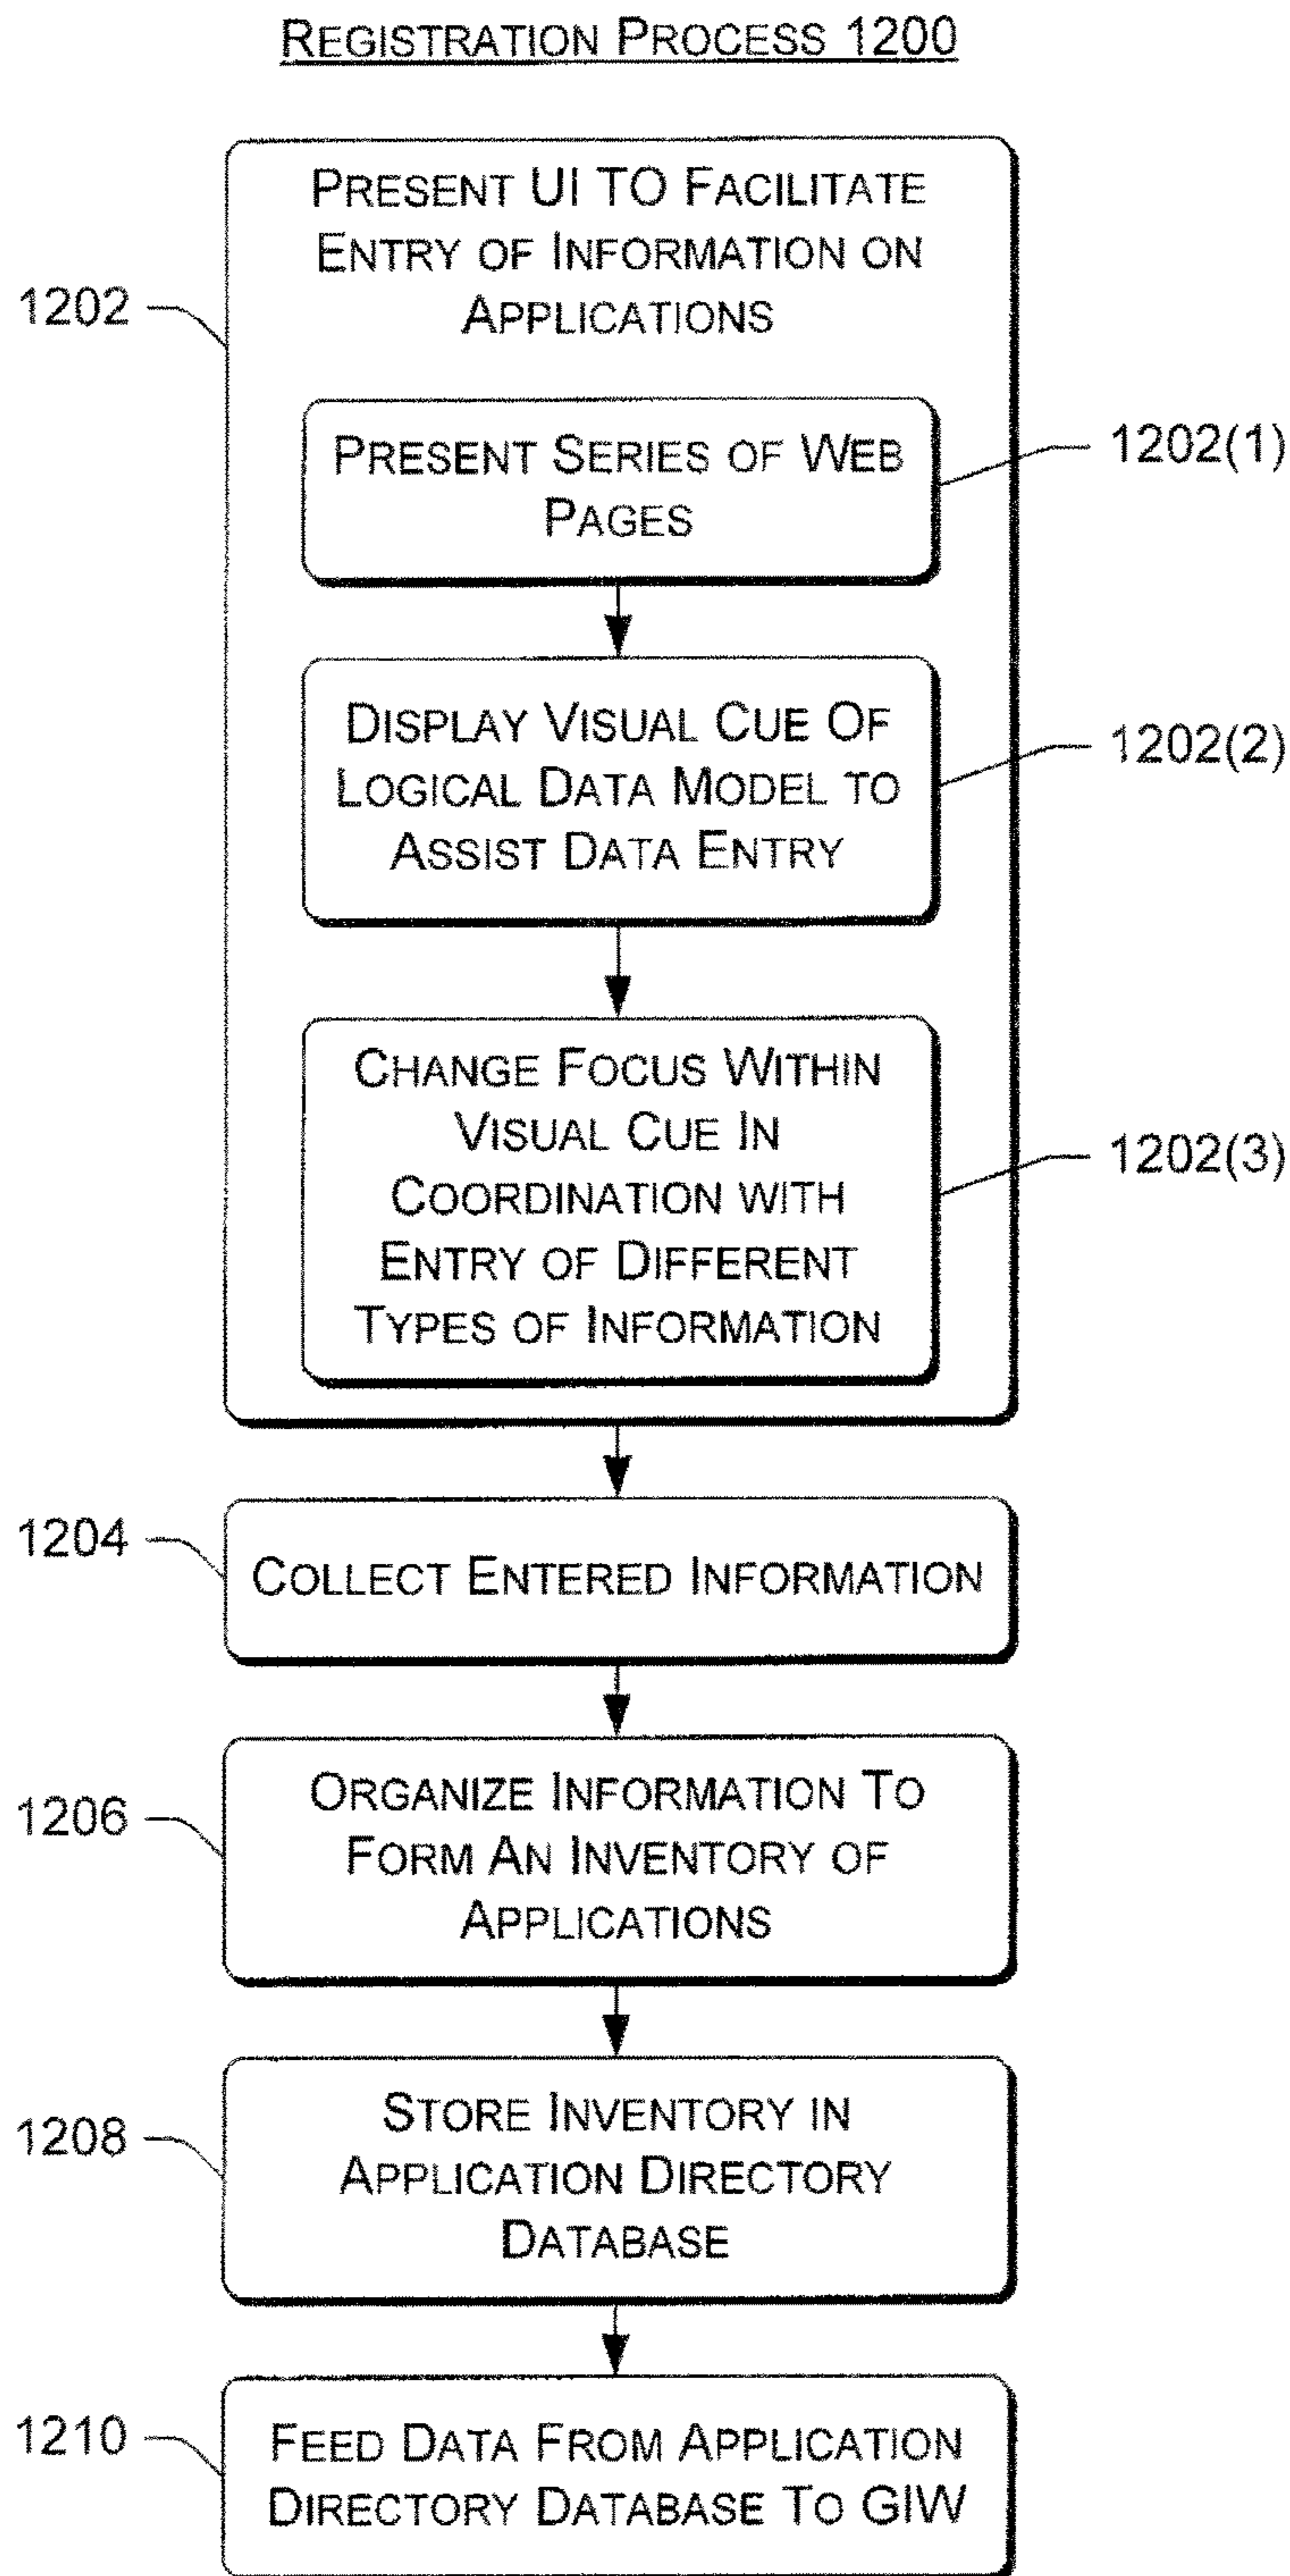 REGISTRATION PROCESS 1200
PRESENT UI TO FACILITATE
ENTRY OF INFORMATION ON
APPLICATIONS
1202
PRESENT SERIES OF WEB
PAGES
1202(1)
DISPLAY VISUAL CUE OF
LOGICAL DATA MODEL TO
ASSIST DATA ENTRY
1202(2)
CHANGE FOCUS WITHIN
VISUAL CUE IN
COORDINATION WITH
ENTRY OF DIFFERENT
TYPES OF INFORMATION
1202(3)
1204
COLLECT ENTERED INFORMATION
1206
ORGANIZE INFORMATION TO
FORM AN INVENTORY OF
APPLICATIONS
1208
STORE INVENTORY IN
APPLICATION DIRECTORY
DATABASE
1210
FEED DATA FROM APPLICATION
DIRECTORY DATABASE TO GIW